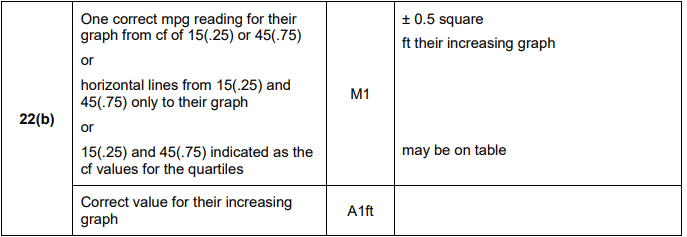 22(b)
One correct mpg reading for their
graph from cf of 15(.25) or 45(.75)
or
horizontal lines from 15(.25) and
45(.75) only to their graph
or
15(.25) and 45(.75) indicated as the
cf values for the quartiles
M1
± 0.5 square
ft their increasing graph
may be on table
Correct value for their increasing
graph
A1ft